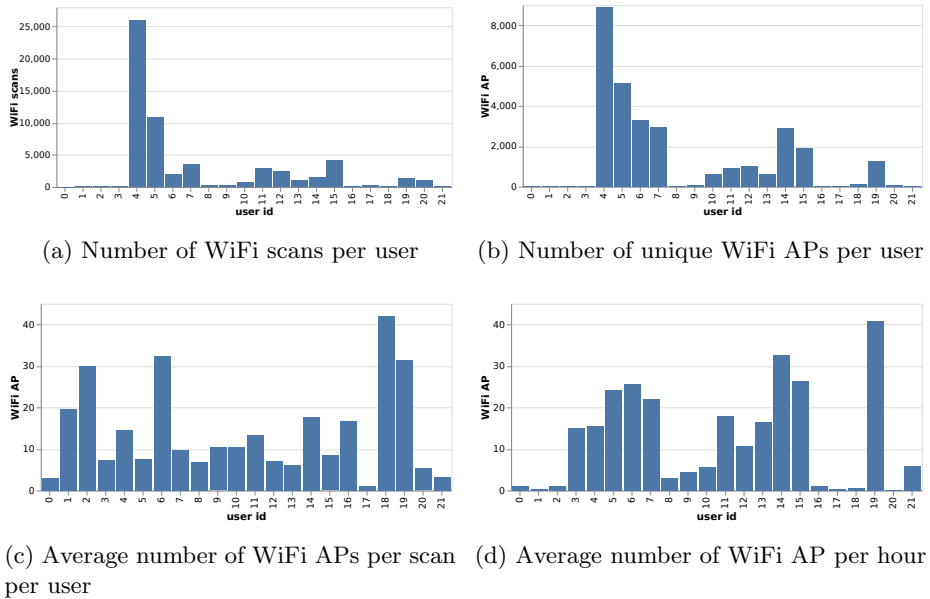 25,000
20,000
15,000
10,000
5,000
0
WiFi scans
0 1 2 3 4 5 6 7 8 9 10 11 12 13 14 15 16 17 18 19 20 21
user id
(a) Number of WiFi scans per user
8,000
6,000
4,000
2,000
0
WiFi AP
0 1 2 3 4 5 6 7 8 9 10 11 12 13 14 15 16 17 18 19 20 21
user id
(b) Number of unique WiFi APs per user
40
30
20
10
0
WiFi AP
0 1 2 3 4 5 6 7 8 9 10 11 12 13 14 15 16 17 18 19 20 21
user id
(c) Average number of WiFi APs per scan
per user
40
30
20
10
0
WiFi AP
0 1 2 3 4 5 6 7 8 9 10 11 12 13 14 15 16 17 18 19 20 21
user id
(d) Average number of WiFi AP per hour